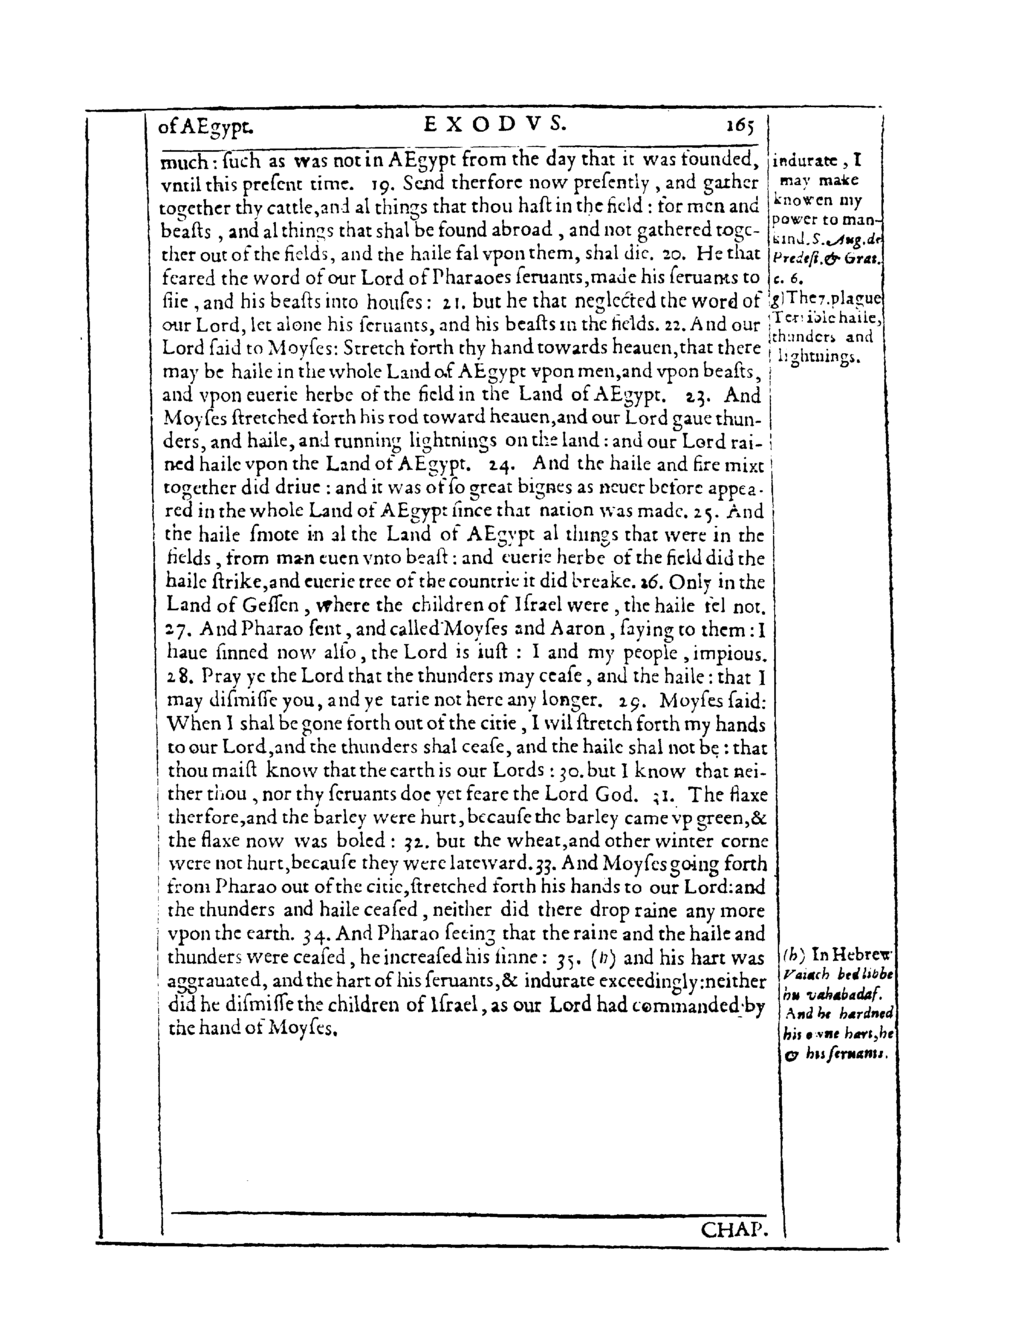 of AEgypt. EXODVS. 165
much: ſuch as was not in AEgypt from the day that it was founded,
vntil this preſent time. 19. Send therfore now preſently, and gather
together thy cattle, and al things that thou haſt in the field: for men and
beaſts, and al things that shal be found abroad, and not gathered toge-
ther out of the fields, and the haile fal vpon them, shal die. 20. He that
feared the word of our Lord of Pharaoes ſeruants, made his ſeruants to
flie, and his beaſts into houſes: 21. but he that neglected the word of
our Lord, let alone his ſeruants, and his beaſts in the fields. 22. And our
Lord ſaid to Moyſes: Stretch forth thy hand towards heauen, that there
may be haile in the whole Land of AEgypt vpon men, and vpon beaſts,
and vpon euerie herbe of the field in the Land of AEgypt. 23. And
Moyſes ſtretched forth his rod toward heauen, and our Lord gaue thun-
ders, and haile, and running lightnings on the land: and our Lord rai-
ned haile vpon the Land of AEgypt. 24. And the haile and fire mixt
together did driue: and it was of ſo great bignes as neuer before appea-
red in the whole Land of AEgypt ſince that nation was made. 25. And
the haile ſmote in al the Land of AEgypt al things that were in the
fields, from man euen vnto beaſt: and euerie herbe of the field did the
haile ſtrike, and euerie tree of the countrie it did breake. 26. Only in the
Land of Geſſen, where the children of Iſrael were, the haile fel not.
27. And Pharao ſent, and called Moyſes and Aaron, ſaying to them: I
haue ſinned now alſo, the Lord is iuſt: I and my people, impious.
28. Pray ye the Lord that the thunders may ceaſe, and the haile: that I
may diſmiſſe you, and ye tarie not here any longer. 29. Moyſes ſaid:
When I shal be gone forth out of the citie, I wil ſtretch forth my hands
to our Lord, and the thunders shal ceaſe, and the haile shal not be: that
thou maiſt know that the earth is our Lords: 30. but I know that nei-
ther thou, nor thy ſeruants doe yet feare the Lord God. 31. The flaxe
therfore, and the barley were hurt, becauſe the barley came vp green, &
the flaxe now was boled: 32. but the wheat, and other winter corne
were not hurt, becauſe they were lateward. 33. And Moyſes going forth
from Pharao out of the citie, ſtretched forth his hands to our Lord: and
the thunders and haile ceaſed, neither did there drop raine any more
vpon the earth. 34. And Pharao ſeeing that the raine and the haile and
thunders were ceaſed, he increaſed his ſinne: 35. (h) and his hart was
aggrauated, and the hart of his ſeruants, & indurate exceedingly: neither
did he diſmiſſe the children of Iſrael, as our Lord had commanded by
the hand of Moyſes.
indurate, I
may make
knowen my
power to man-
kind. S. Aug. de
Predeſt. & Grat.
c. 6.
g) The 7. plague
Terrible haile,
thunders and
lightnings.
(h) In Hebrew
Vaiach bed libbe
hu vahabadaſ.
And he hardned
his owne hart, he
& his ſeruants.
CHAP.